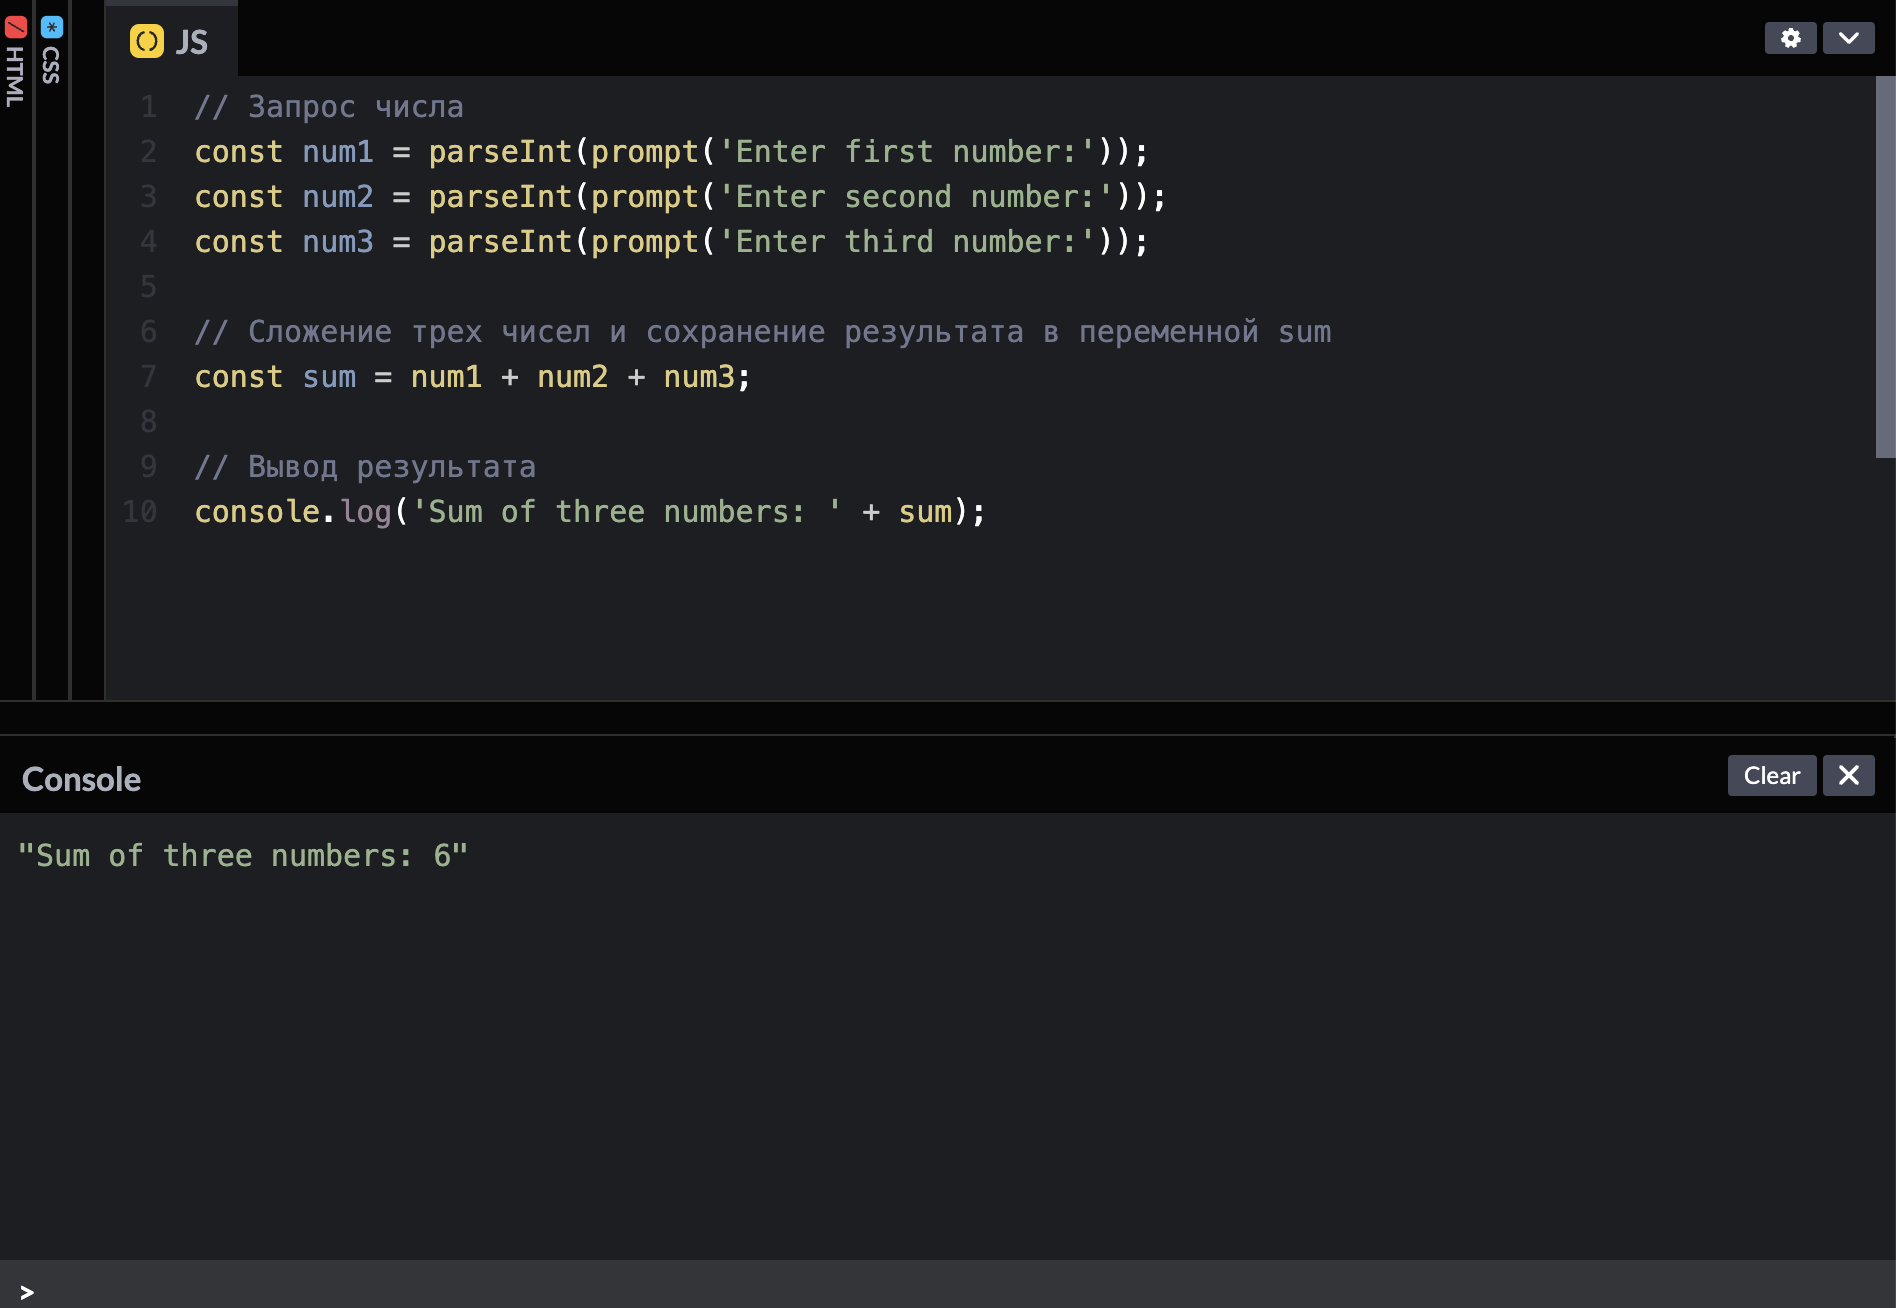 HTML
CSS
JS
1 // Запрос числа
2 const num1 = parseInt(prompt('Enter first number:'));
3 const num2 = parseInt(prompt('Enter second number:'));
4 const num3 = parseInt(prompt('Enter third number:'));
5
6 // Сложение трех чисел и сохранение результата в переменной sum
7 const sum = num1 + num2 + num3;
8
9 // Вывод результата
10 console.log('Sum of three numbers: ' + sum);
Console
Clear
"Sum of three numbers: 6"
>